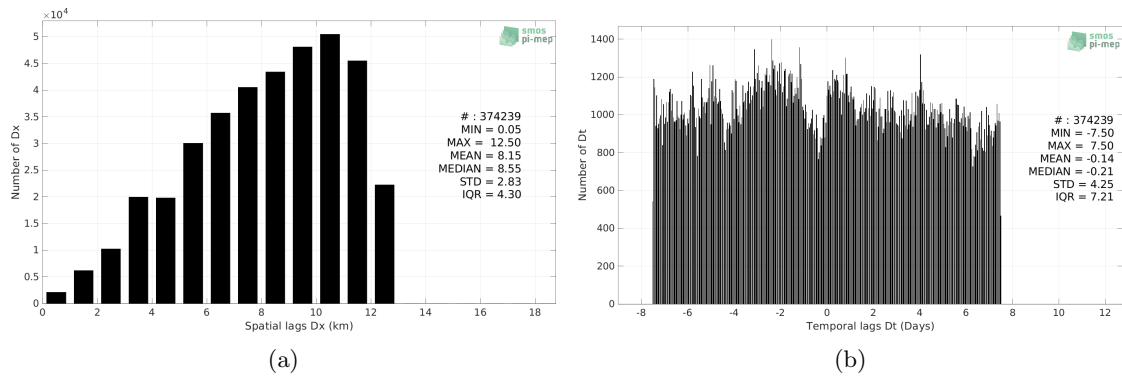 ×10⁴
5
4.5
4
3.5
3
2.5
2
1.5
1
0.5
0
Number of Dx
0 2 4 6 8 10 12 14 16 18
Spatial lags Dx (km)
smos
pi-mep
# : 374239
MIN = 0.05
MAX = 12.50
MEAN = 8.15
MEDIAN = 8.55
STD = 2.83
IQR = 4.30
(a)
1400
1200
1000
800
600
400
200
0
Number of Dt
-8 -6 -4 -2 0 2 4 6 8 10 12
Temporal lags Dt (Days)
smos
pi-mep
# : 374239
MIN = -7.50
MAX = 7.50
MEAN = -0.14
MEDIAN = -0.21
STD = 4.25
IQR = 7.21
(b)